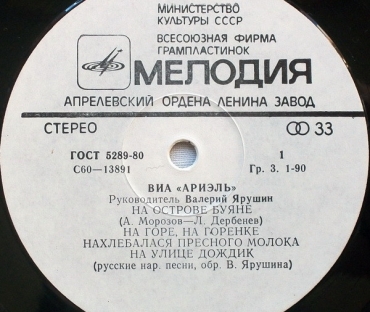 МИНИСТЕРСТВО
КУЛЬТУРЫ СССР
ВСЕСОЮЗНАЯ ФИРМА
ГРАМПЛАСТИНОК
МЕЛОДИЯ
АПРЕЛЕВСКИЙ ОРДЕНА ЛЕНИНА ЗАВОД
СТЕРЕО 33
ГОСТ 5289-80 1
С60—13891 Гр. 3. 1-90
ВИА «АРИЭЛЬ»
Руководитель Валерий Ярушин
НА ОСТРОВЕ БУЯНЕ
(А. Морозов—Л. Дербенев)
НА ГОРЕ, НА ГОРЕНКЕ
НАХЛЕБАЛАСЯ ПРЕСНОГО МОЛОКА
НА УЛИЦЕ ДОЖДИК
(русские нар. песни, обр. В. Ярушина)